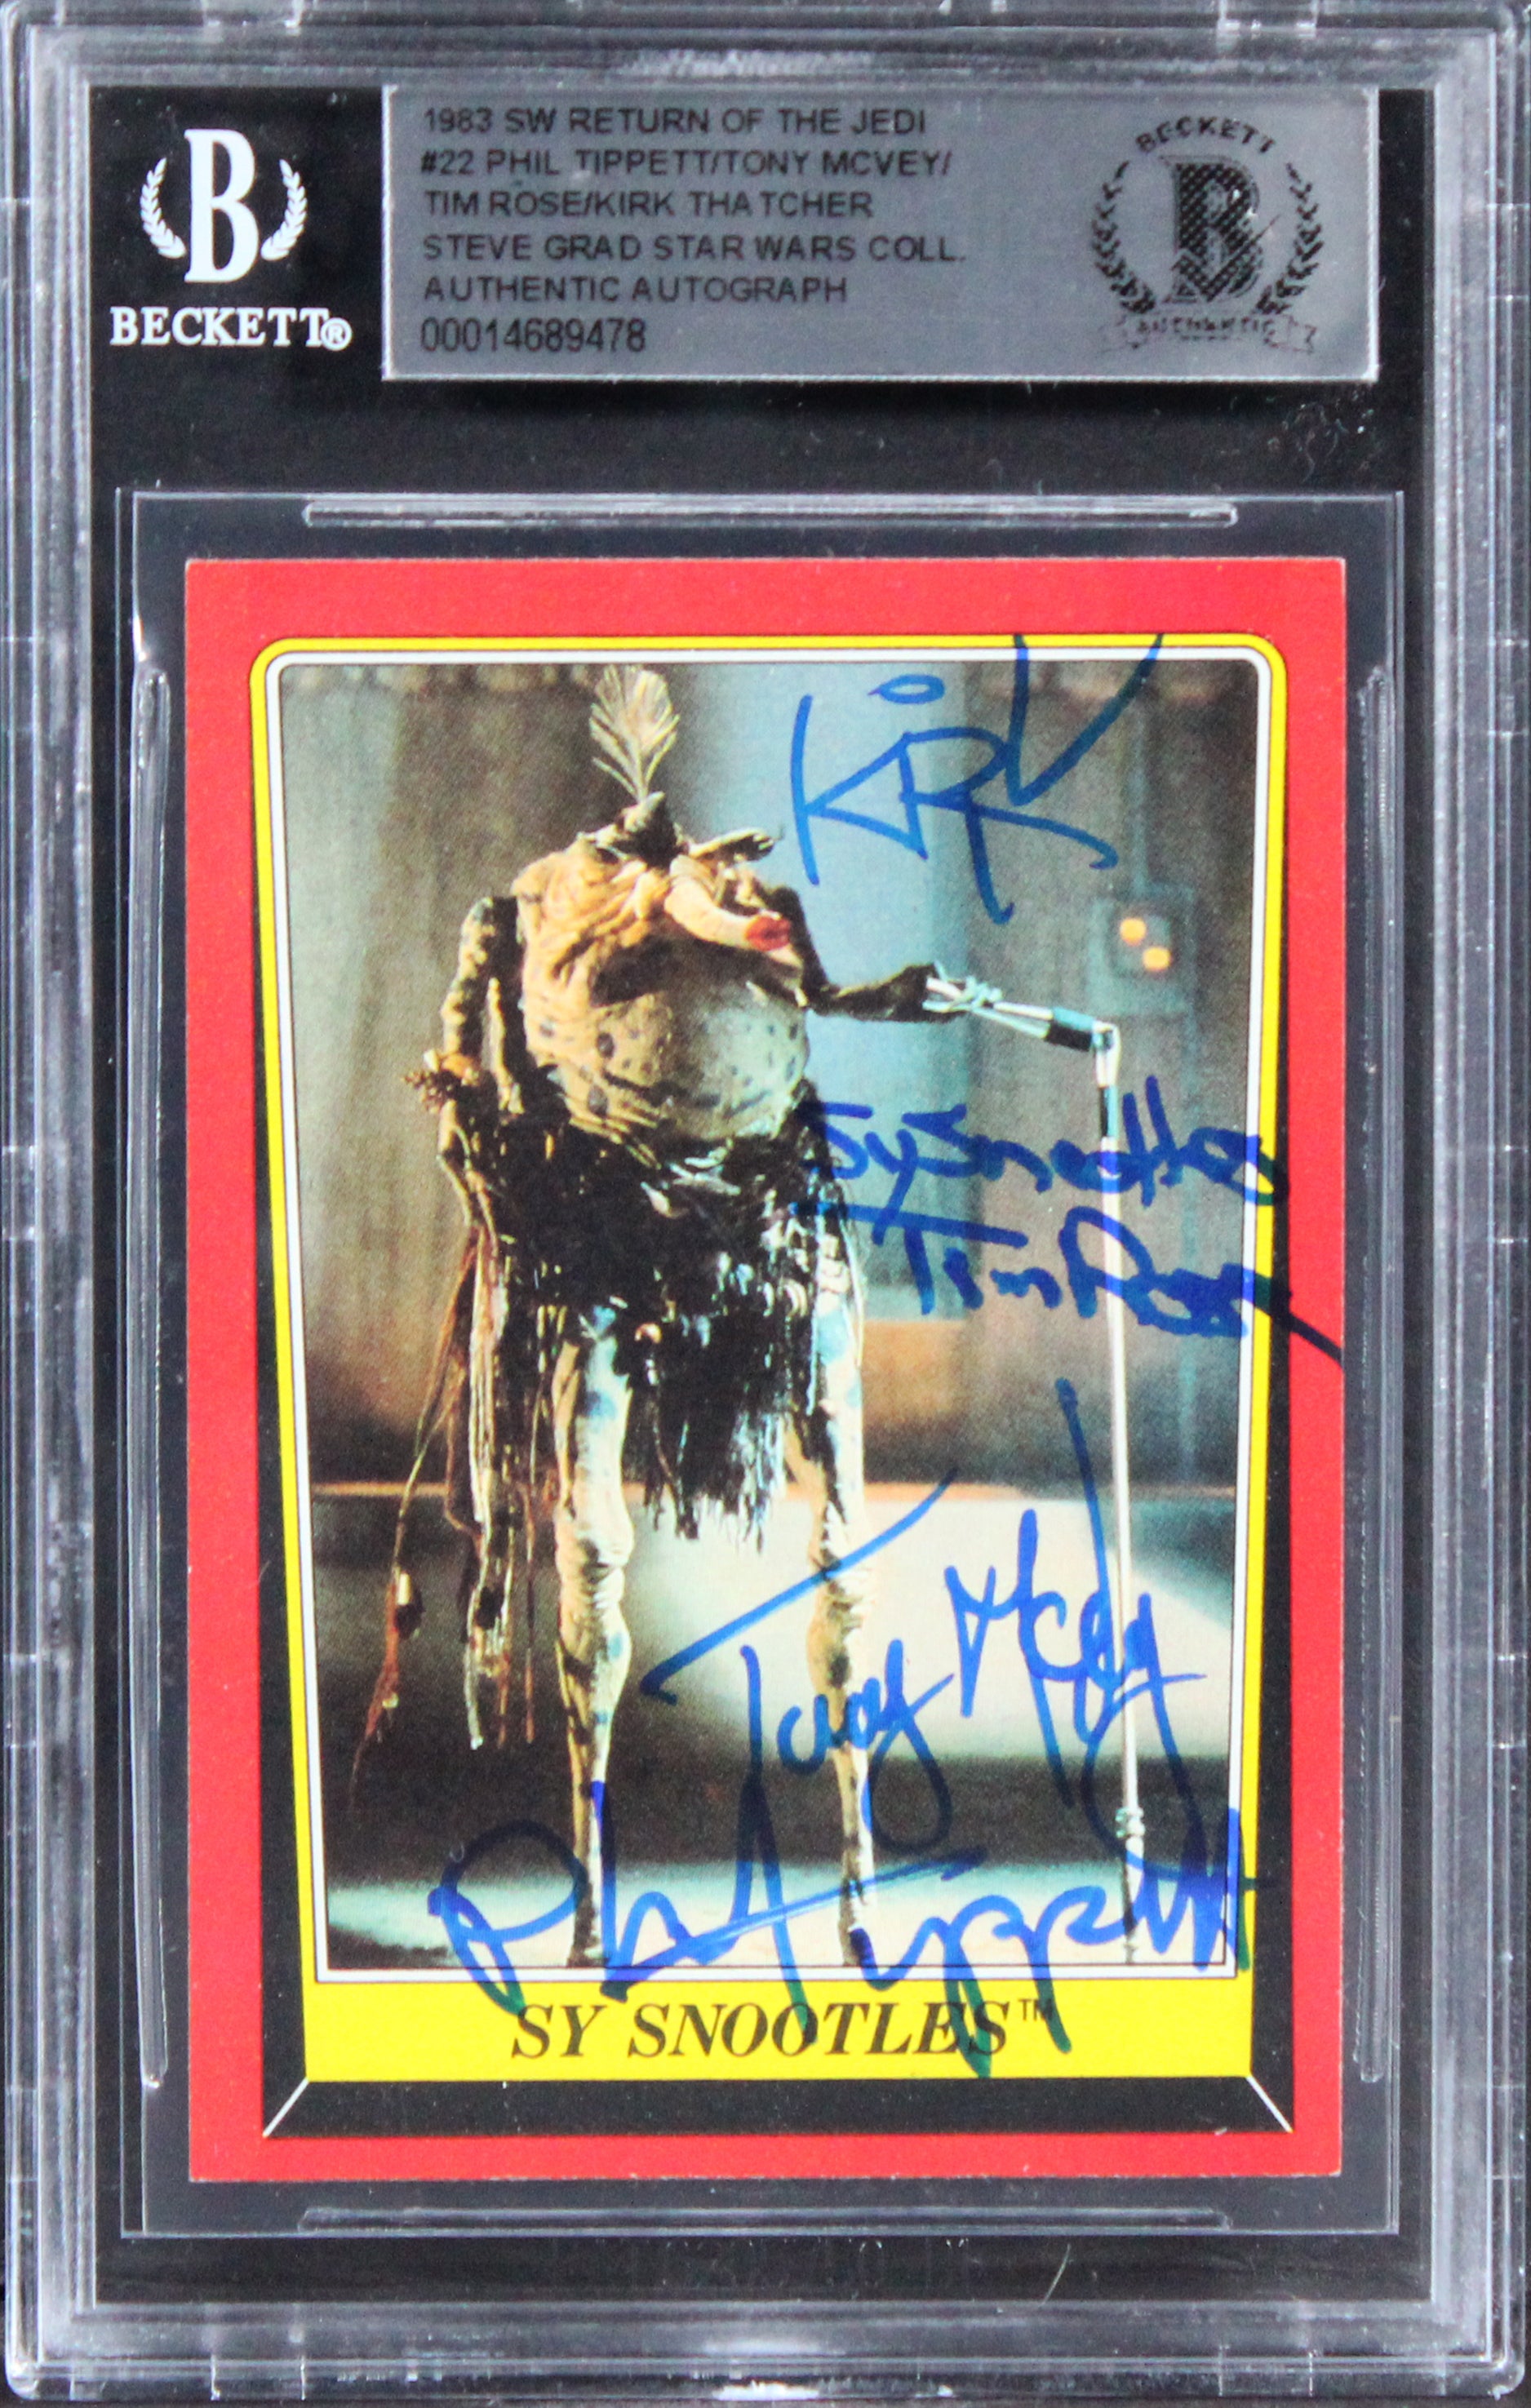 1983 SW RETURN OF THE JEDI
#22 PHIL TIPPETT/TONY MCVEY/
TIM ROSE/KIRK THATCHER
STEVE GRAD STAR WARS COLL.
AUTHENTIC AUTOGRAPH
00014689478
B
BECKETT®
BECKETT
B
AUTHENTIC
KiRK
Sy Snootles
Tim Rose
Tony McVey
Phil Tippett
SY SNOOTLES™